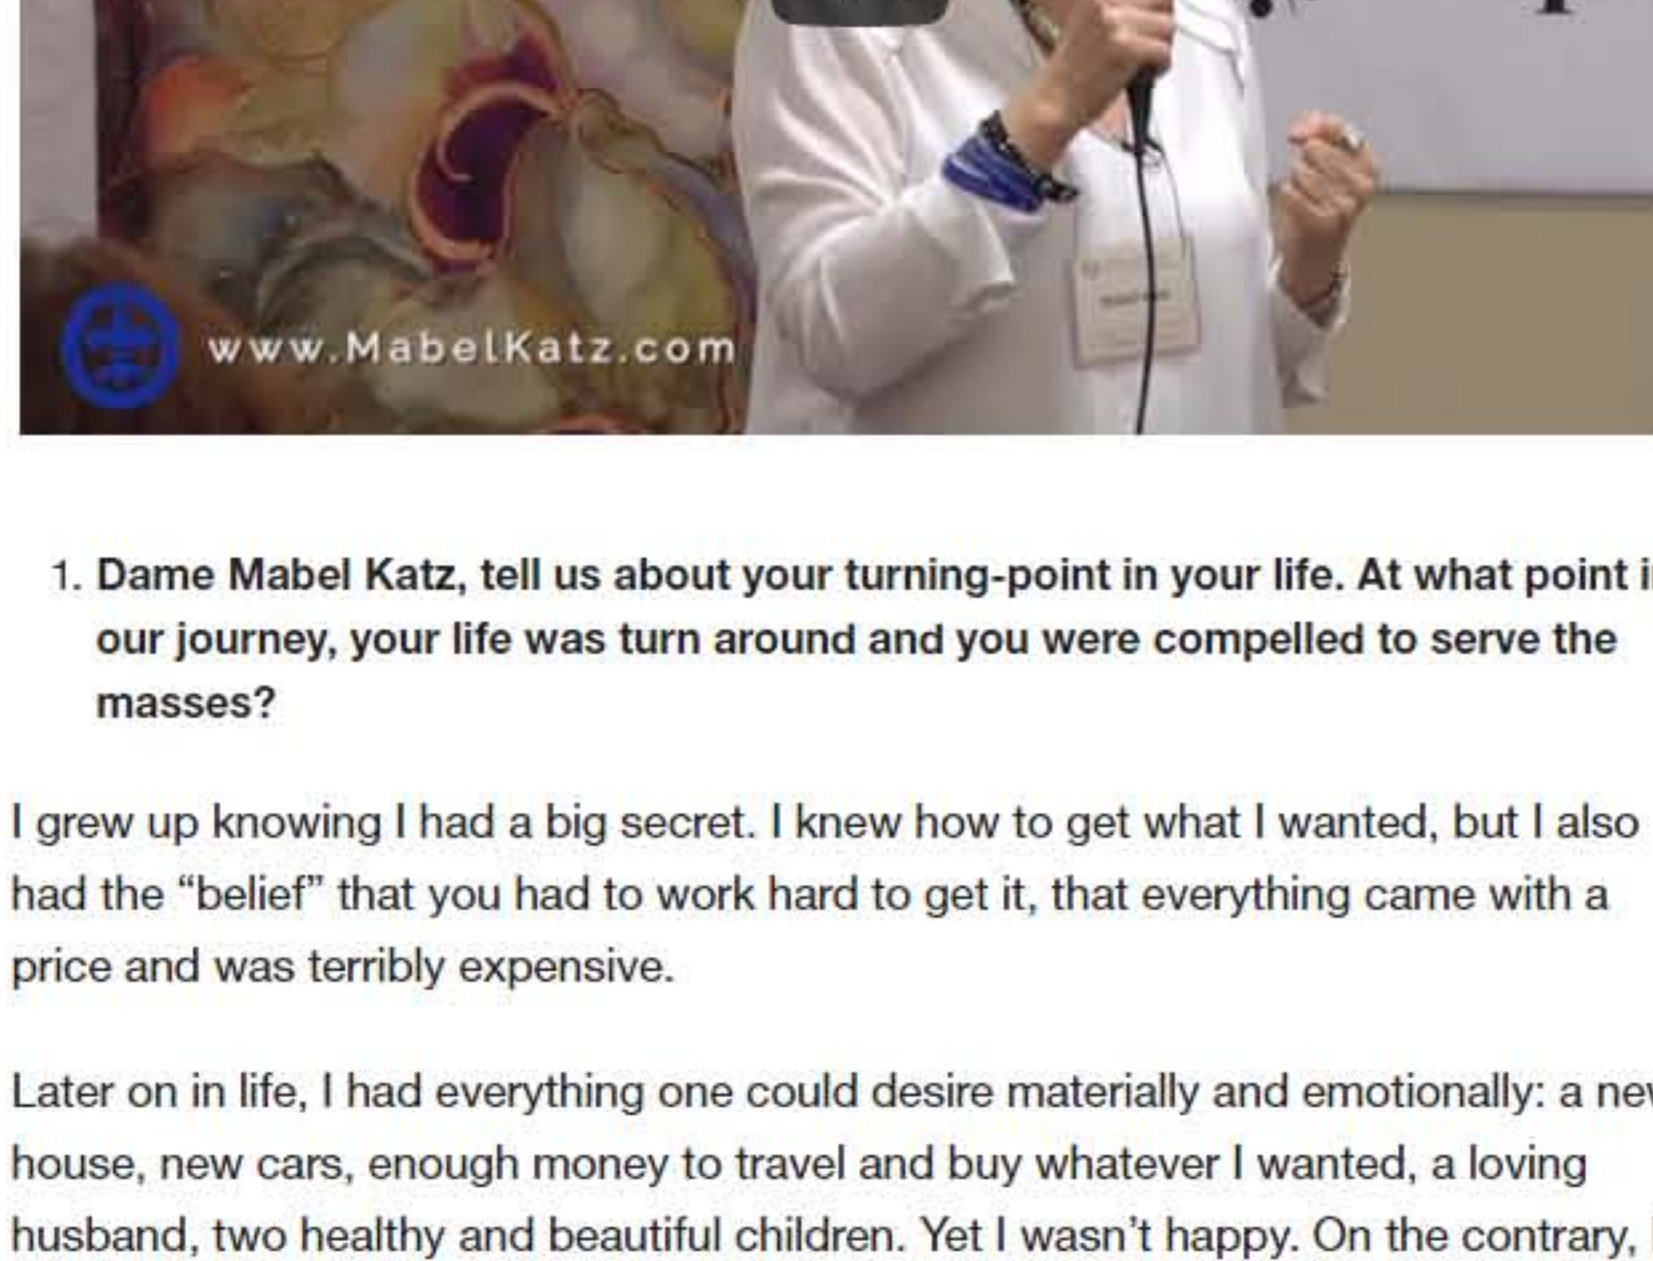 www.MabelKatz.com
1. Dame Mabel Katz, tell us about your turning-point in your life. At what point
our journey, your life was turn around and you were compelled to serve the
masses?
I grew up knowing I had a big secret. I knew how to get what I wanted, but I also
had the “belief” that you had to work hard to get it, that everything came with a
price and was terribly expensive.
Later on in life, I had everything one could desire materially and emotionally: a
house, new cars, enough money to travel and buy whatever I wanted, a loving
husband, two healthy and beautiful children. Yet I wasn’t happy. On the contrary,